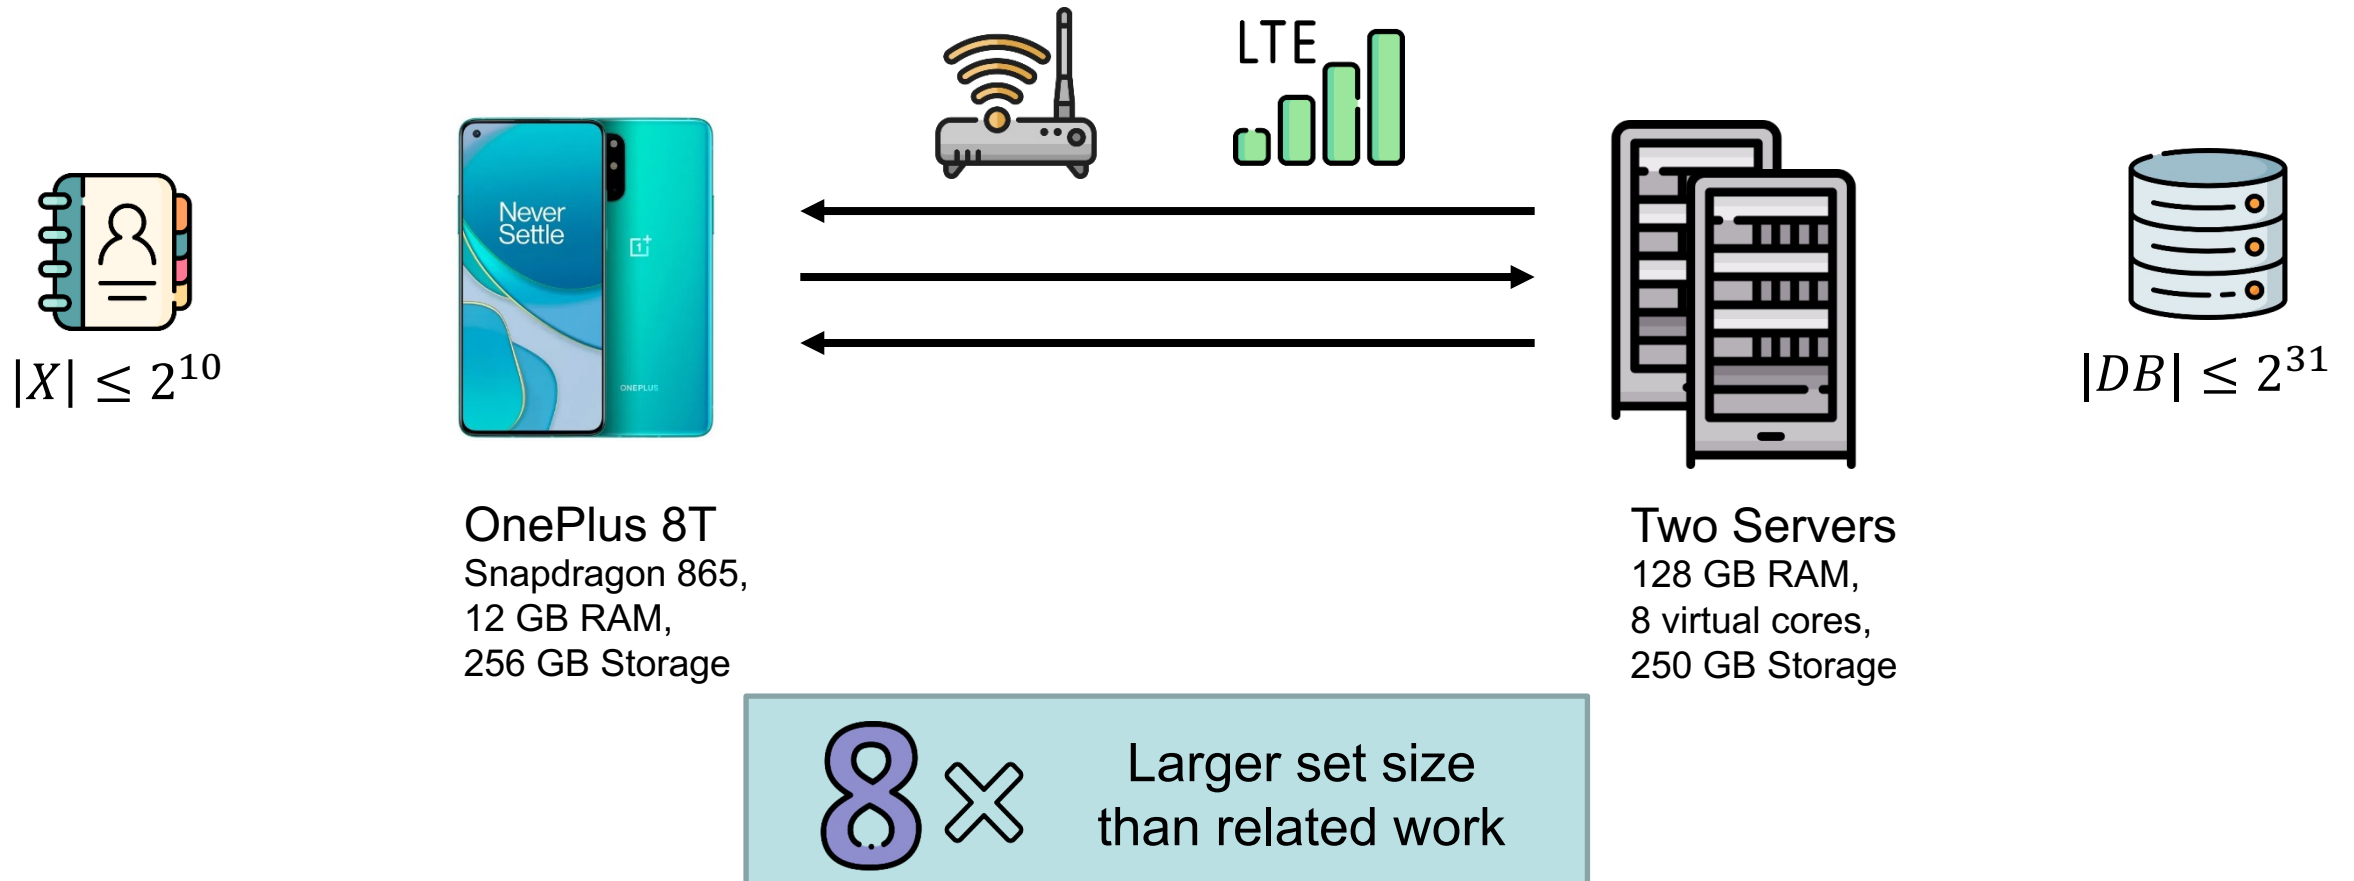 LTE
Never
Settle
ONEPLUS
|X| ≤ 2^10
|DB| ≤ 2^31
OnePlus 8T
Snapdragon 865,
12 GB RAM,
256 GB Storage
Two Servers
128 GB RAM,
8 virtual cores,
250 GB Storage
8× Larger set size
than related work